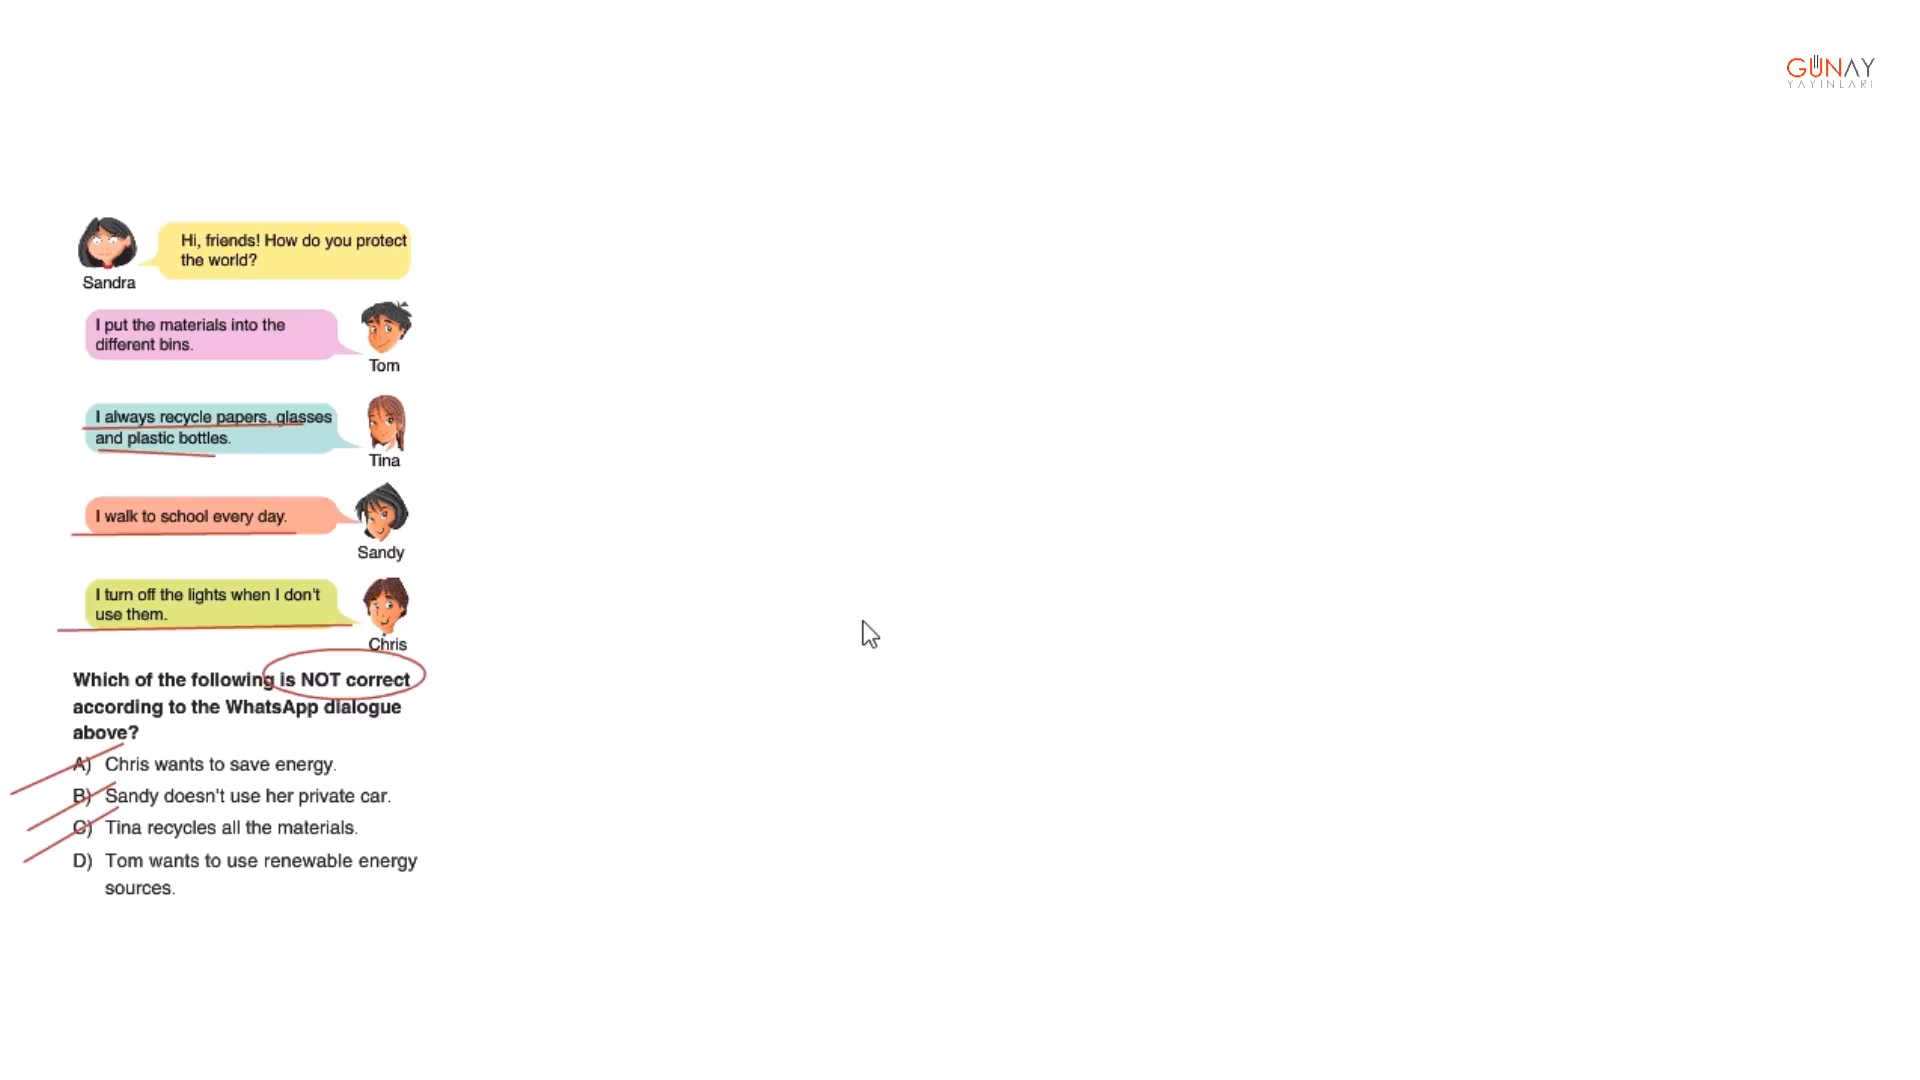 GÜNAY
YAYINLARI
Hi, friends! How do you protect
the world?
Sandra
I put the materials into the
different bins.
Tom
I always recycle papers, glasses
and plastic bottles.
Tina
I walk to school every day.
Sandy
I turn off the lights when I don't
use them.
Chris
Which of the following is NOT correct
according to the WhatsApp dialogue
above?
A) Chris wants to save energy.
B) Sandy doesn't use her private car.
C) Tina recycles all the materials.
D) Tom wants to use renewable energy
sources.